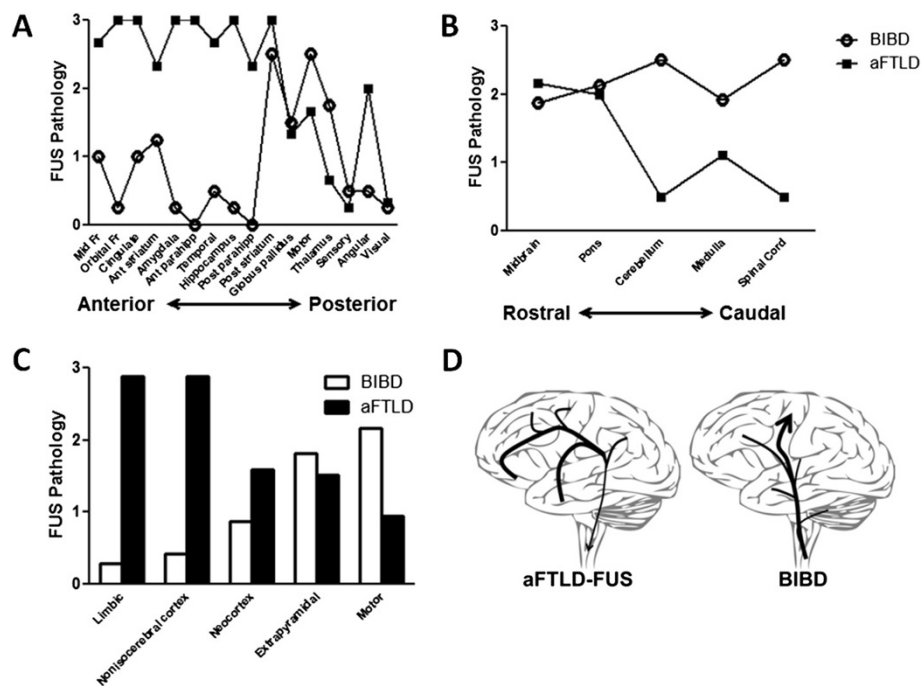 A
FUS Pathology
3
2
1
0
Mid Fr
Orbital Fr
Cingulate
Ant striatum
Amygdala
Ant parahipp
Temporal
Hippocampus
Post parahipp
Post striatum
Globus pallidus
Motor
Thalamus
Sensory
Angular
Visual
Anterior
Posterior
B
FUS Pathology
3
2
1
0
BIBD
aFTLD
Midbrain
Pons
Cerebellum
Medulla
Spinal Cord
Rostral
Caudal
C
FUS Pathology
3
2
1
0
BIBD
aFTLD
Limbic
Nonisocerebral cortex
Neocortex
ExtraPyramidal
Motor
D
aFTLD-FUS
BIBD